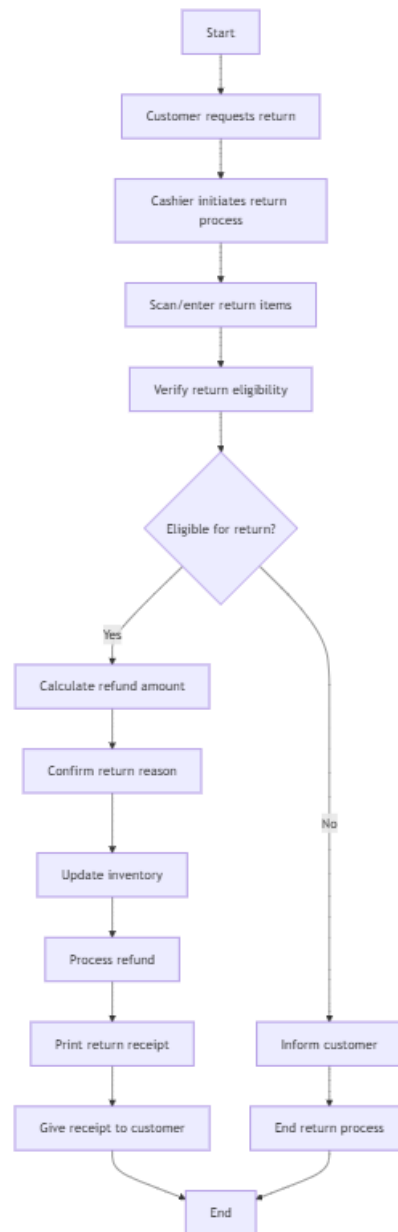 Start
Customer requests return
Cashier initiates return
process
Scan/enter return items
Verify return eligibility
Eligible for return?
Yes
Calculate refund amount
Confirm return reason
No
Update inventory
Process refund
Print return receipt
Inform customer
Give receipt to customer
End return process
End